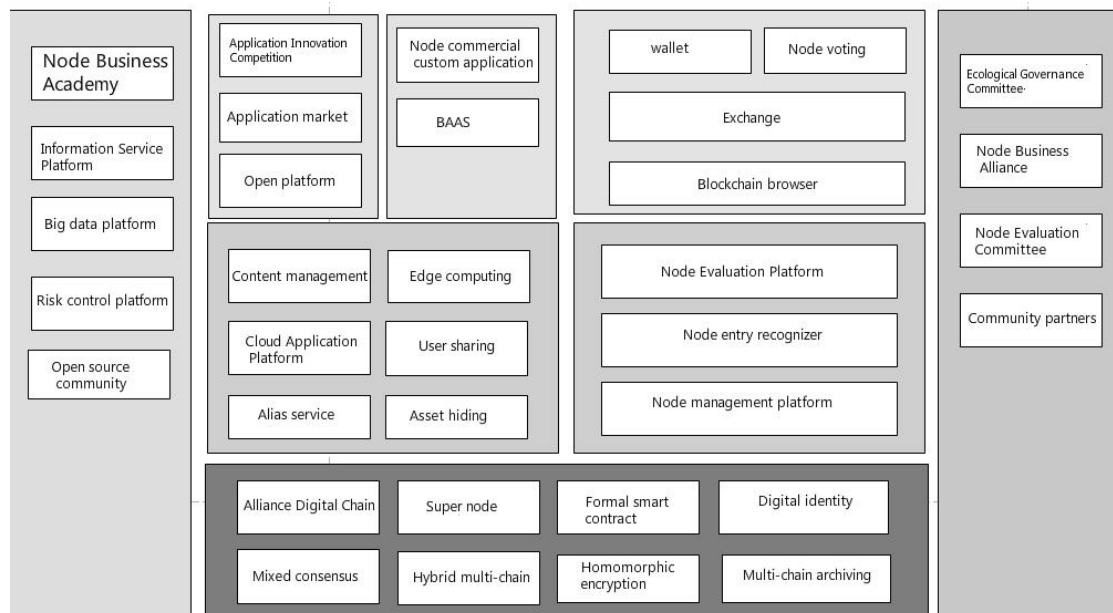 Node Business
Academy
Information Service
Platform
Big data platform
Risk control platform
Open source
community
Application Innovation
Competition
Application market
Open platform
Node commercial
custom application
BAAS
wallet
Node voting
Exchange
Blockchain browser
Content management
Edge computing
Cloud Application
Platform
User sharing
Alias service
Asset hiding
Node Evaluation Platform
Node entry recognizer
Node management platform
Alliance Digital Chain
Super node
Formal smart
contract
Digital identity
Mixed consensus
Hybrid multi-chain
Homomorphic
encryption
Multi-chain archiving
Ecological Governance
Committee·
Node Business
Alliance
Node Evaluation
Committee
Community partners